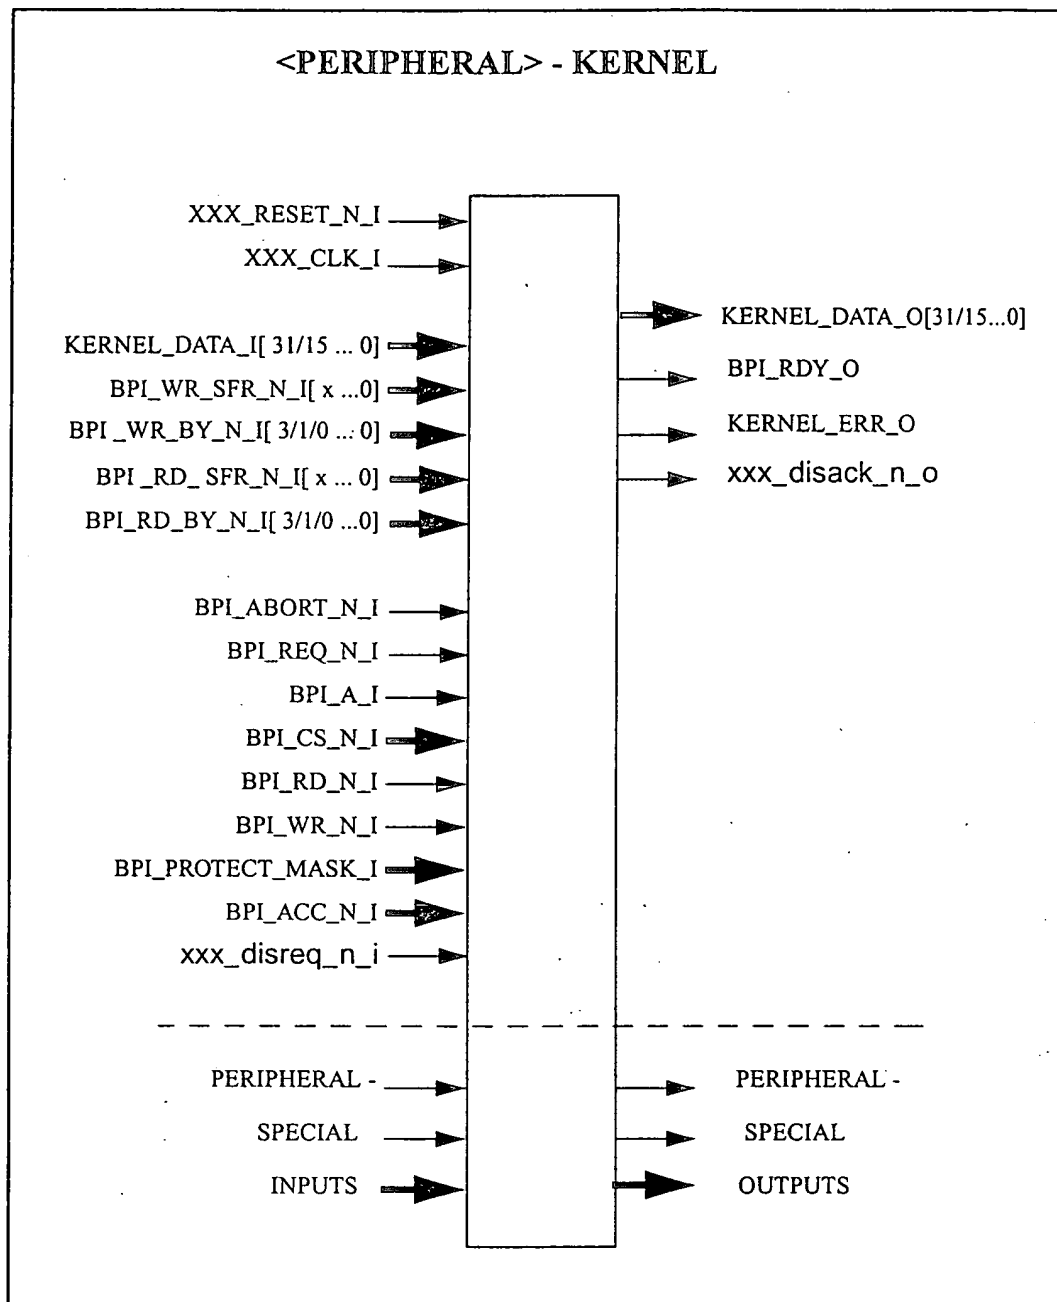 <PERIPHERAL> - KERNEL
XXX_RESET_N_I
XXX_CLK_I
KERNEL_DATA_I[ 31/15 ... 0]
BPI_WR_SFR_N_I[ x ...0]
BPI _WR_BY_N_I[ 3/1/0 ... 0]
BPI _RD_ SFR_N_I[ x ... 0]
BPI_RD_BY_N_I[ 3/1/0 ...0]
BPI_ABORT_N_I
BPI_REQ_N_I
BPI_A_I
BPI_CS_N_I
BPI_RD_N_I
BPI_WR_N_I
BPI_PROTECT_MASK_I
BPI_ACC_N_I
xxx_disreq_n_i
KERNEL_DATA_O[31/15...0]
BPI_RDY_O
KERNEL_ERR_O
xxx_disack_n_o
PERIPHERAL -
SPECIAL
INPUTS
PERIPHERAL -
SPECIAL
OUTPUTS